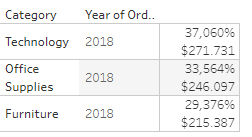 Category Year of Ord..
Technology 2018 37,060%
$271.731
Office Supplies 2018 33,564%
$246.097
Furniture 2018 29,376%
$215.387